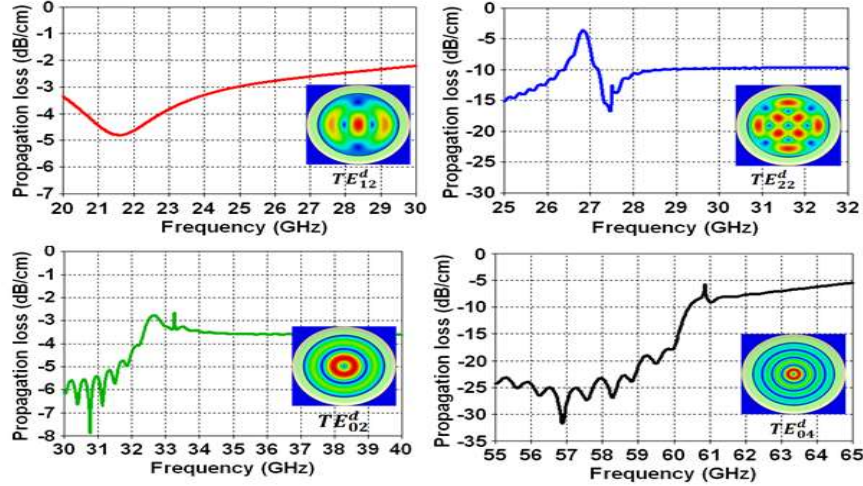 0
-1
-2
-3
-4
-5
-6
-7
Propagation loss (dB/cm)
20 21 22 23 24 25 26 27 28 29 30
Frequency (GHz)
TE^d_12
0
-5
-10
-15
-20
-25
-30
Propagation loss (dB/cm)
25 26 27 28 29 30 31 32 32
Frequency (GHz)
TE^d_22
0
-1
-2
-3
-4
-5
-6
-7
-8
Propagation loss (dB/cm)
30 31 32 33 34 35 36 37 38 39 40
Frequency (GHz)
TE^d_02
0
-5
-10
-15
-20
-25
-30
-35
Propagation loss (dB/cm)
55 56 57 58 59 60 61 62 63 64 65
Frequency (GHz)
TE^d_04